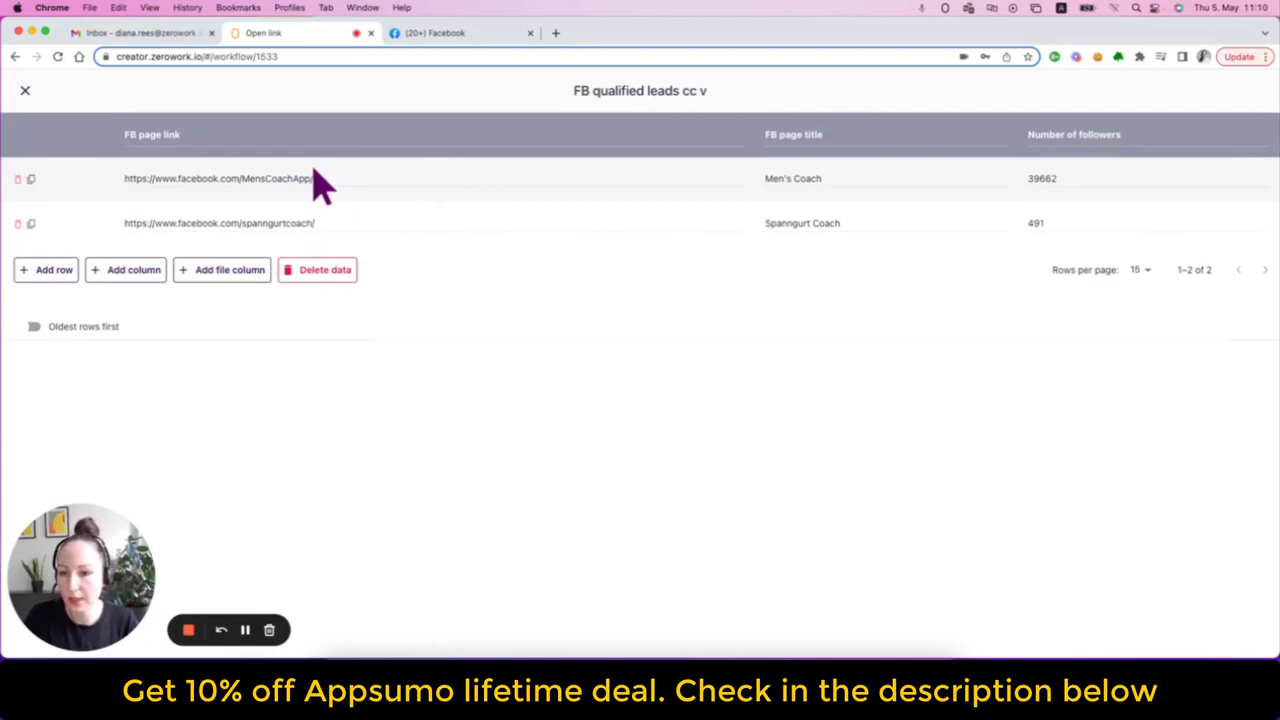 Chrome File Edit View History Bookmarks Profiles Tab Window Help Thu 5. May 11:10
Inbox - diana.rees@zerowork. Open link (20+) Facebook
creator.zerowork.io/#/workflow/1533 Update
FB qualified leads cc v
FB page link FB page title Number of followers
https://www.facebook.com/MensCoachApp/ Men's Coach 39662
https://www.facebook.com/spanngurtcoach/ Spanngurt Coach 491
+ Add row + Add column + Add file column Delete data Rows per page: 15 1–2 of 2
Oldest rows first
Get 10% off Appsumo lifetime deal. Check in the description below